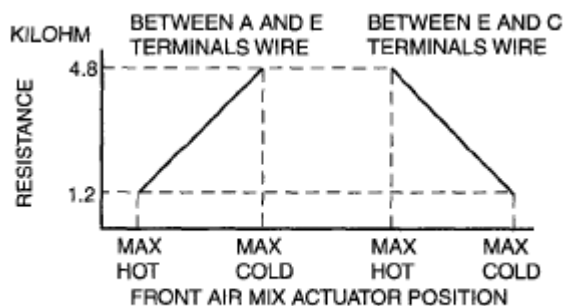 KILOHM
BETWEEN A AND E
TERMINALS WIRE
BETWEEN E AND C
TERMINALS WIRE
4.8
RESISTANCE
1.2
MAX HOT
MAX COLD
MAX HOT
MAX COLD
FRONT AIR MIX ACTUATOR POSITION